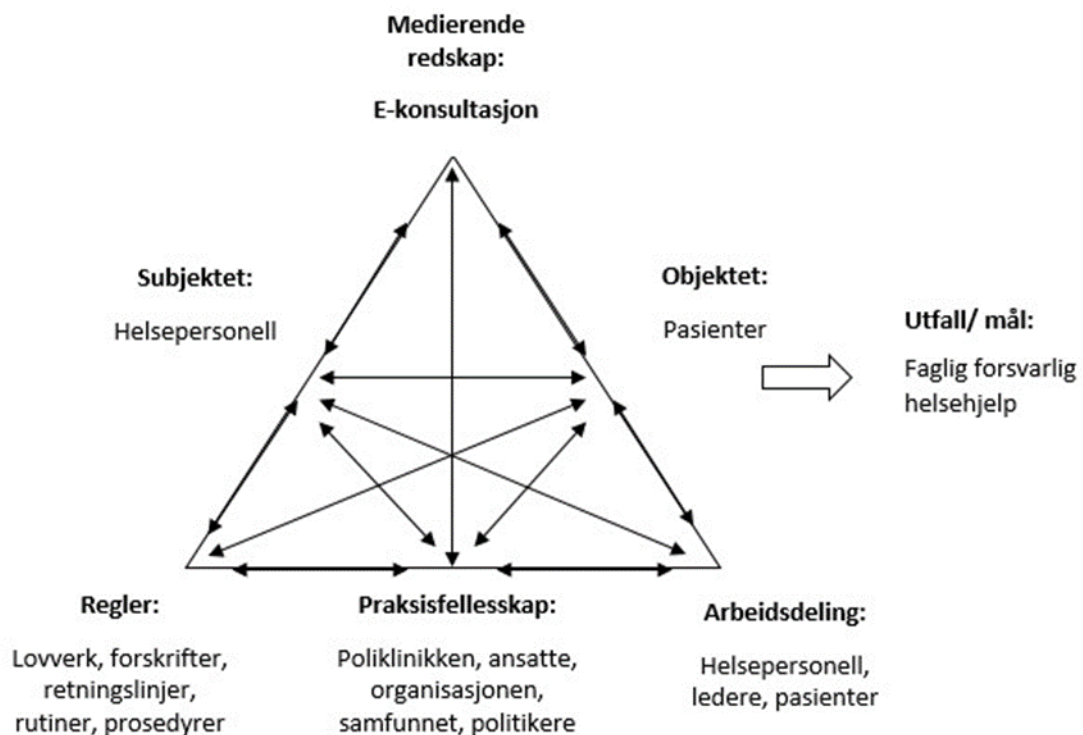 Medierende
redskap:
E-konsultasjon
Subjektet:
Helsepersonell
Objektet:
Pasienter
Utfall/ mål:
Faglig forsvarlig
helsehjelp
Regler:
Lovverk, forskrifter,
retningslinjer,
rutiner, prosedyrer
Praksisfellesskap:
Poliklinikken, ansatte,
organisasjonen,
samfunnet, politikere
Arbeidsdeling:
Helsepersonell,
ledere, pasienter